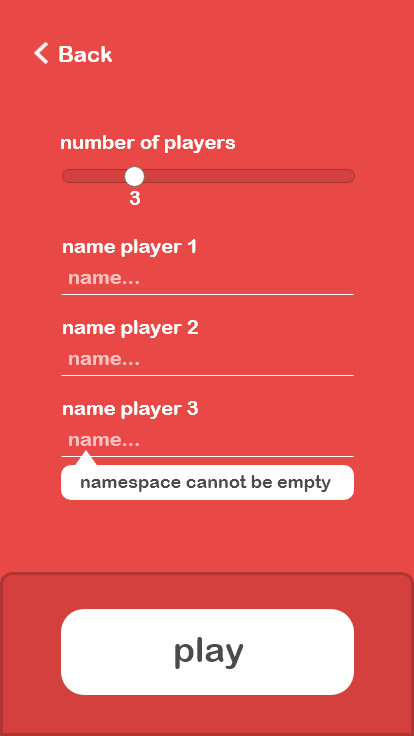 Back
number of players
3
name player 1
name...
name player 2
name...
name player 3
name...
namespace cannot be empty
play